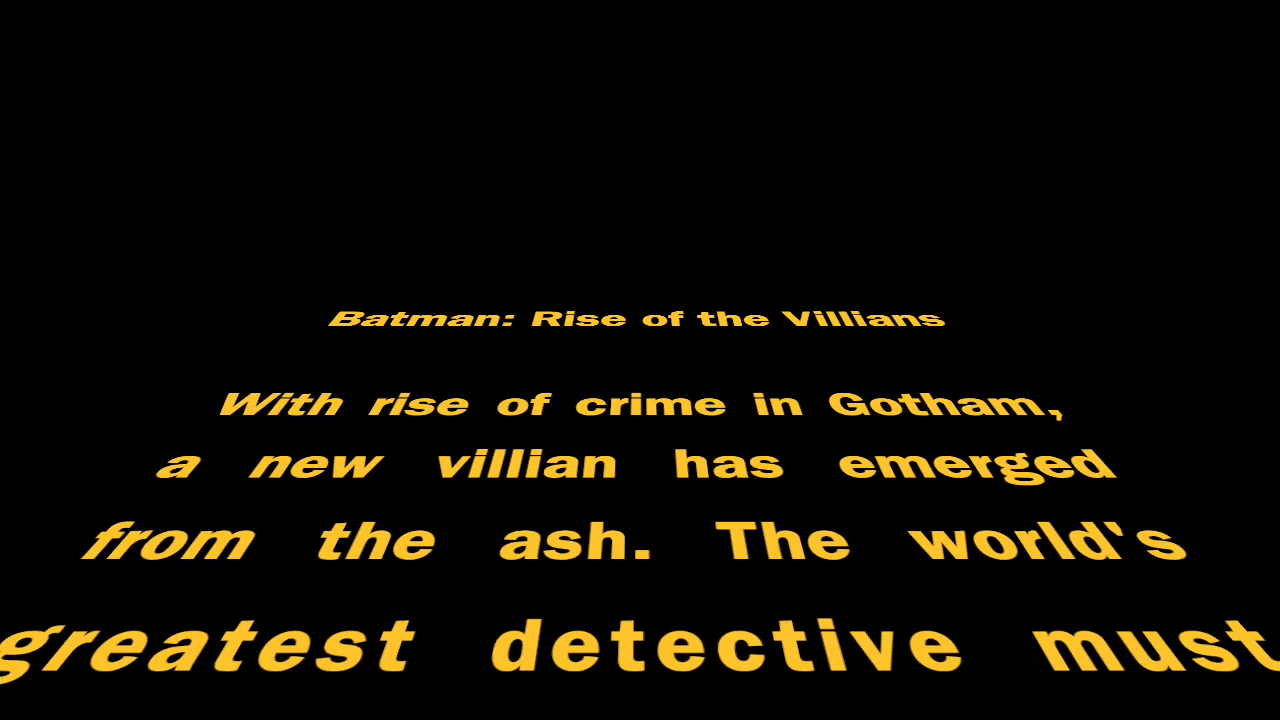 Batman: Rise of the Villians
With rise of crime in Gotham,
a new villian has emerged
from the ash. The world's
greatest detective must